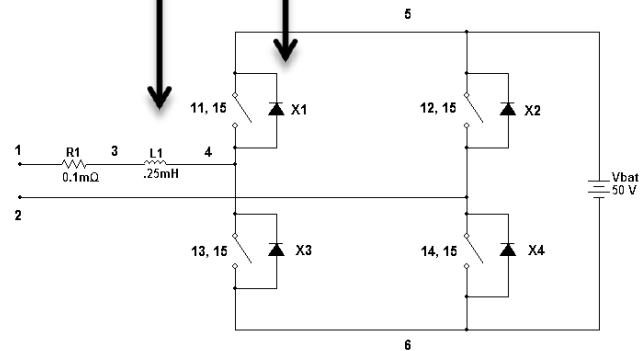 5
11, 15 X1 12, 15 X2
1 R1 3 L1 4
0.1mΩ .25mH
Vbat
50 V
2
13, 15 X3 14, 15 X4
6